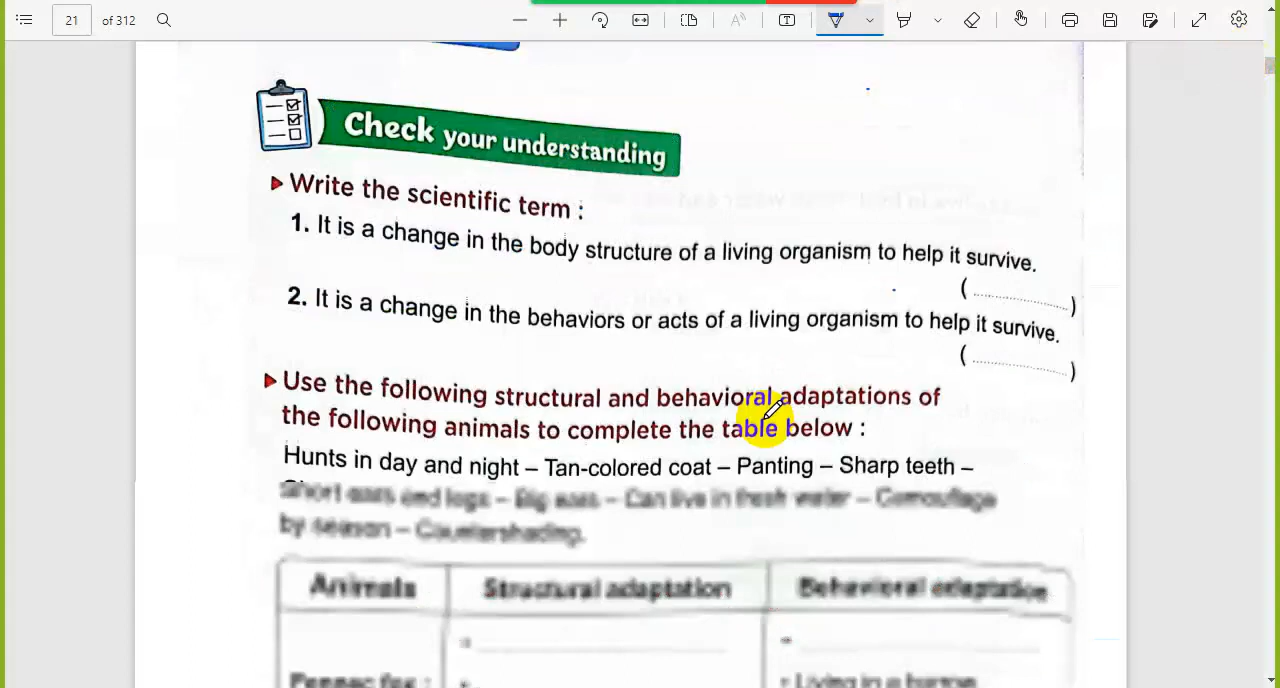 21 of 312
Check your understanding
Write the scientific term :
1. It is a change in the body structure of a living organism to help it survive.
(....................)
2. It is a change in the behaviors or acts of a living organism to help it survive.
(....................)
Use the following structural and behavioral adaptations of
the following animals to complete the table below :
Hunts in day and night – Tan-colored coat – Panting – Sharp teeth –
Short ears and legs – Big ears – Can live in fresh water – Camouflage
by season – Countershading.
Animals Structural adaptation Behavioral adaptation
Fennec fox : • Living in a burrow